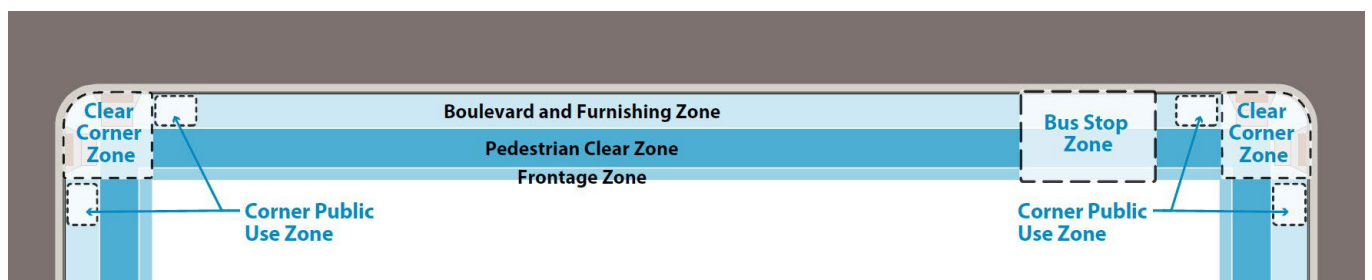 Clear
Corner
Zone
Boulevard and Furnishing Zone
Pedestrian Clear Zone
Frontage Zone
Bus Stop
Zone
Clear
Corner
Zone
Corner Public
Use Zone
Corner Public
Use Zone